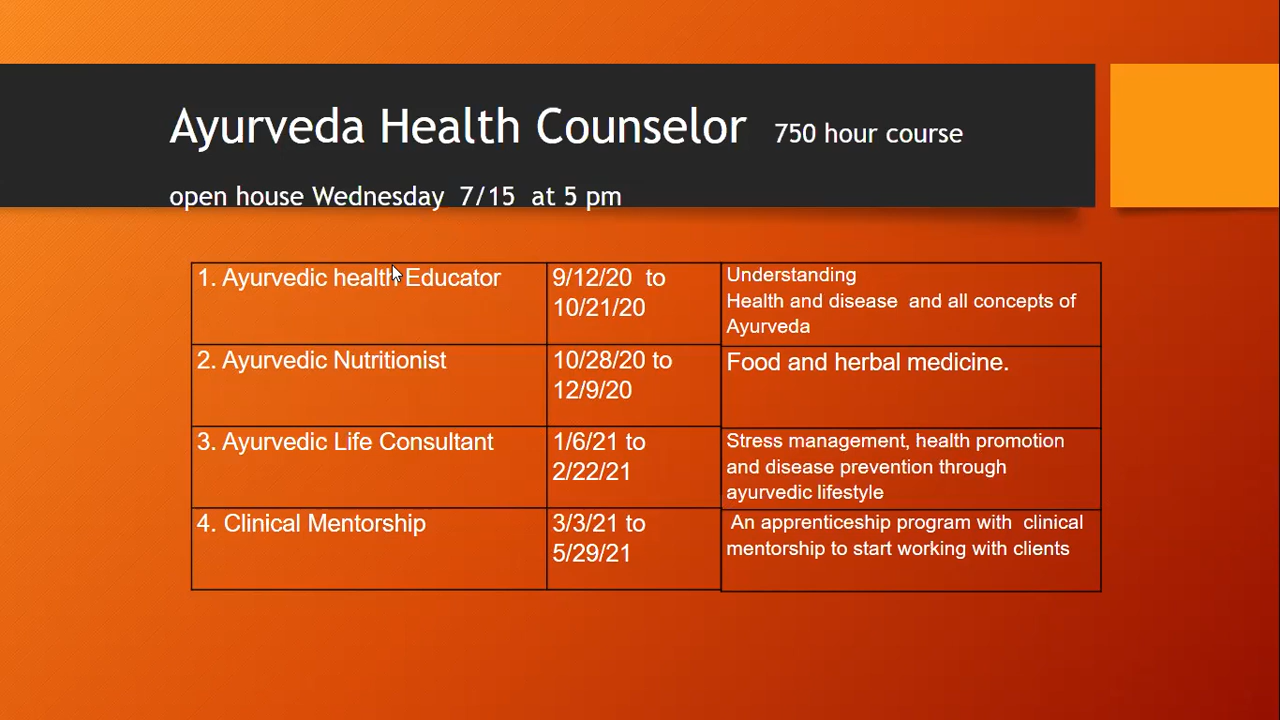 Ayurveda Health Counselor 750 hour course
open house Wednesday 7/15 at 5 pm
1. Ayurvedic health Educator
9/12/20 to
10/21/20
Understanding
Health and disease and all concepts of
Ayurveda
2. Ayurvedic Nutritionist
10/28/20 to
12/9/20
Food and herbal medicine.
3. Ayurvedic Life Consultant
1/6/21 to
2/22/21
Stress management, health promotion
and disease prevention through
ayurvedic lifestyle
4. Clinical Mentorship
3/3/21 to
5/29/21
An apprenticeship program with clinical
mentorship to start working with clients